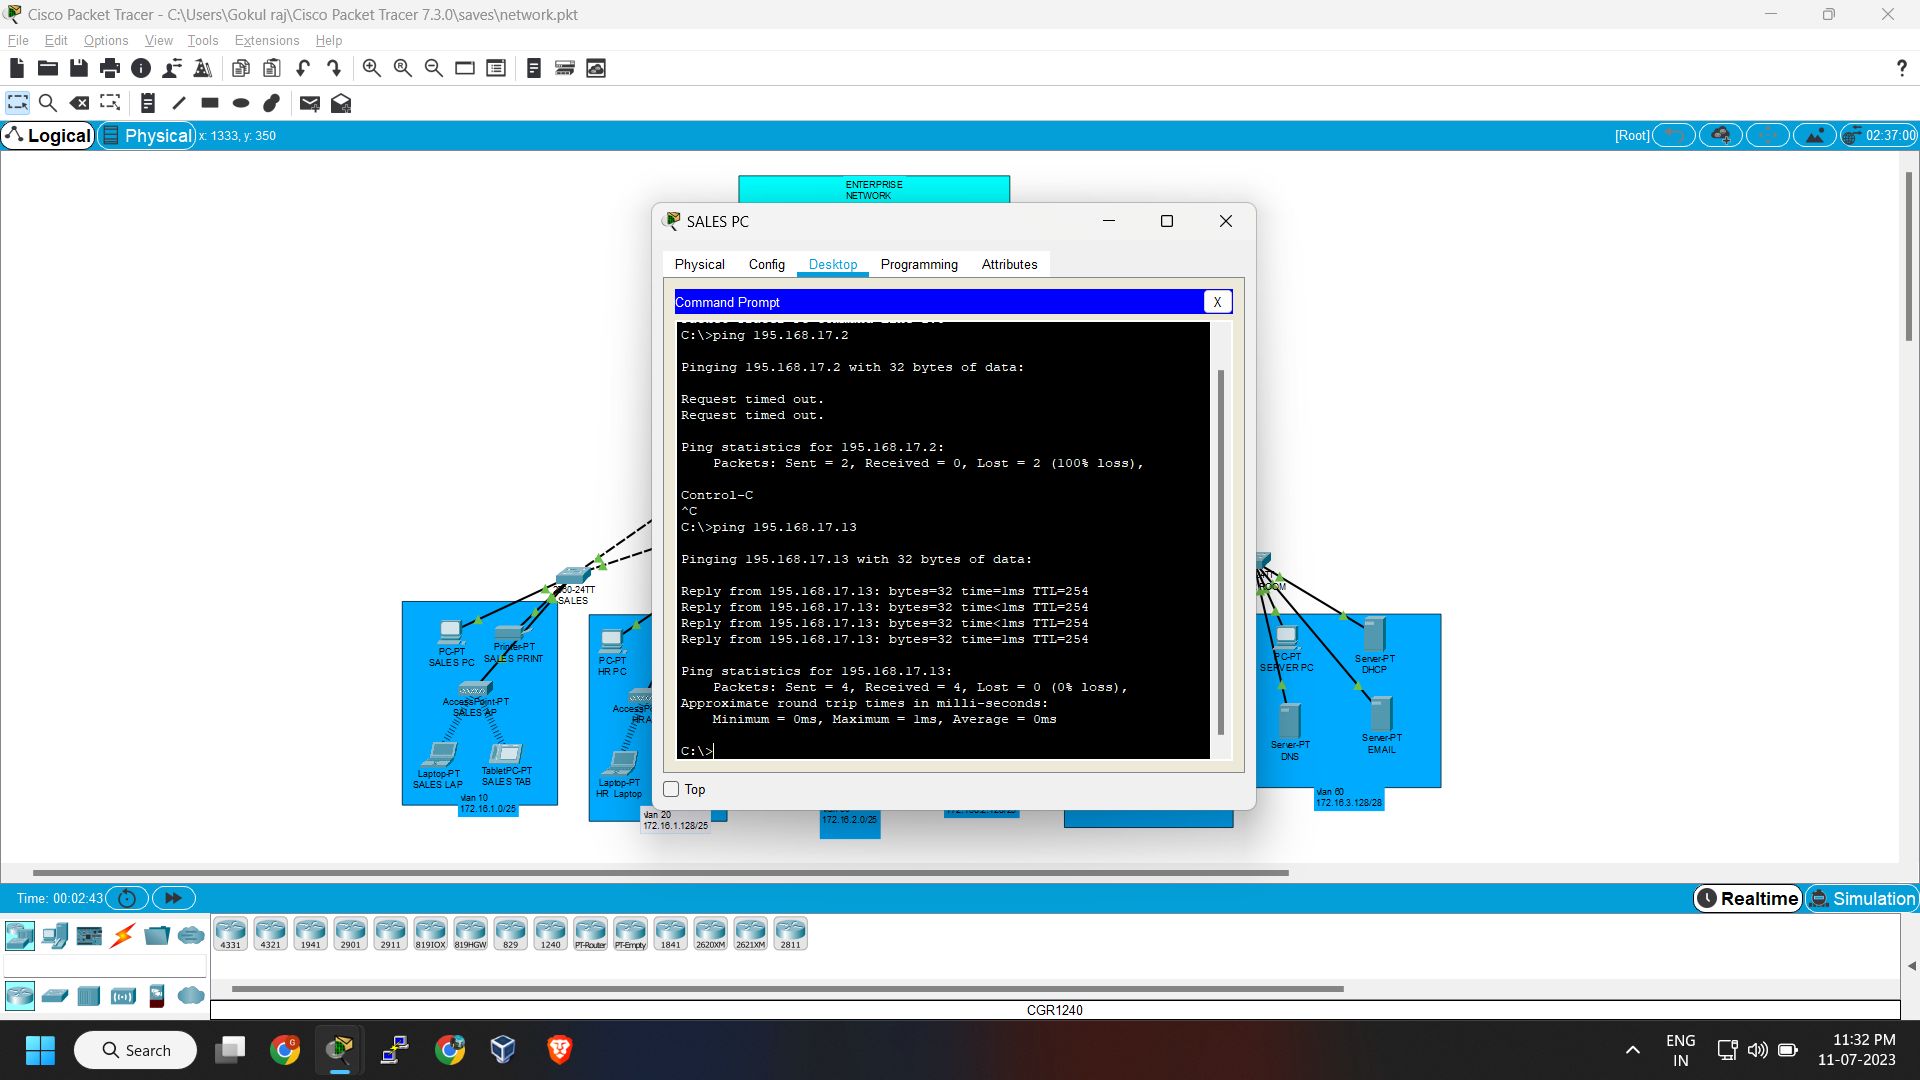 Cisco Packet Tracer - C:\Users\Gokul raj\Cisco Packet Tracer 7.3.0\saves\network.pkt
File Edit Options View Tools Extensions Help
Logical Physical x: 1333, y: 350
[Root] 02:37:00
ENTERPRISE
NETWORK
SALES PC
Physical Config Desktop Programming Attributes
Command Prompt
X
C:\>ping 195.168.17.2
Pinging 195.168.17.2 with 32 bytes of data:
Request timed out.
Request timed out.
Ping statistics for 195.168.17.2:
Packets: Sent = 2, Received = 0, Lost = 2 (100% loss),
Control-C
^C
C:\>ping 195.168.17.13
Pinging 195.168.17.13 with 32 bytes of data:
Reply from 195.168.17.13: bytes=32 time=1ms TTL=254
Reply from 195.168.17.13: bytes=32 time<1ms TTL=254
Reply from 195.168.17.13: bytes=32 time<1ms TTL=254
Reply from 195.168.17.13: bytes=32 time=1ms TTL=254
Ping statistics for 195.168.17.13:
Packets: Sent = 4, Received = 4, Lost = 0 (0% loss),
Approximate round trip times in milli-seconds:
Minimum = 0ms, Maximum = 1ms, Average = 0ms
C:\>
Top
SALES
PC-PT
SALES PC
Printer-PT
SALES PRINT
AccessPoint-PT
SALES AP
Laptop-PT
SALES LAP
TabletPC-PT
SALES TAB
vlan 10
172.16.1.0/25
PC-PT
HR PC
Laptop-PT
HR Laptop
vlan 20
172.16.1.128/25
172.16.2.0/25
PC-PT
SERVER PC
Server-PT
DHCP
Server-PT
DNS
Server-PT
EMAIL
vlan 60
172.16.3.128/28
Time: 00:02:43
Realtime Simulation
4331 4321 1941 2901 2911 819IOX 819HGW 829 1240 PT-Router PT-Empty 1841 2620XM 2621XM 2811
CGR1240
Search
ENG
IN
11:32 PM
11-07-2023